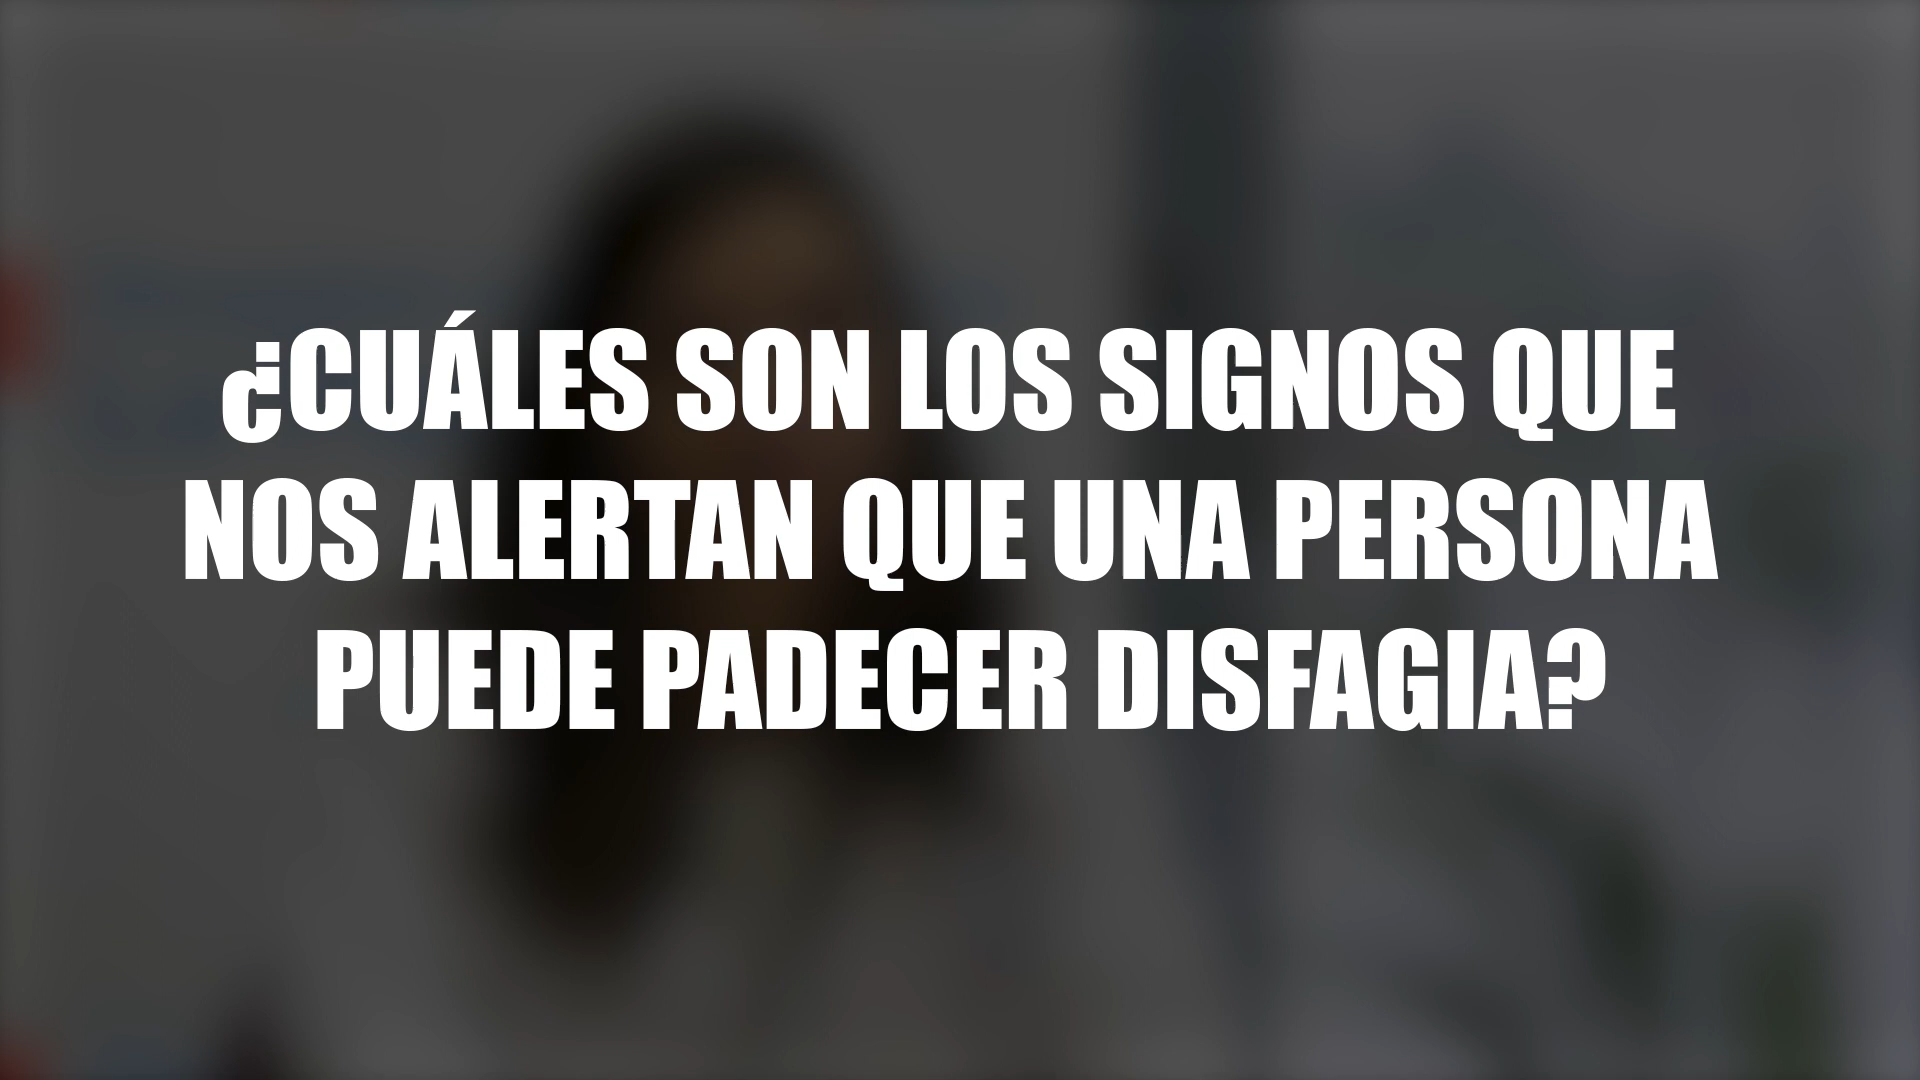 ¿CUÁLES SON LOS SIGNOS QUE
NOS ALERTAN QUE UNA PERSONA
PUEDE PADECER DISFAGIA?